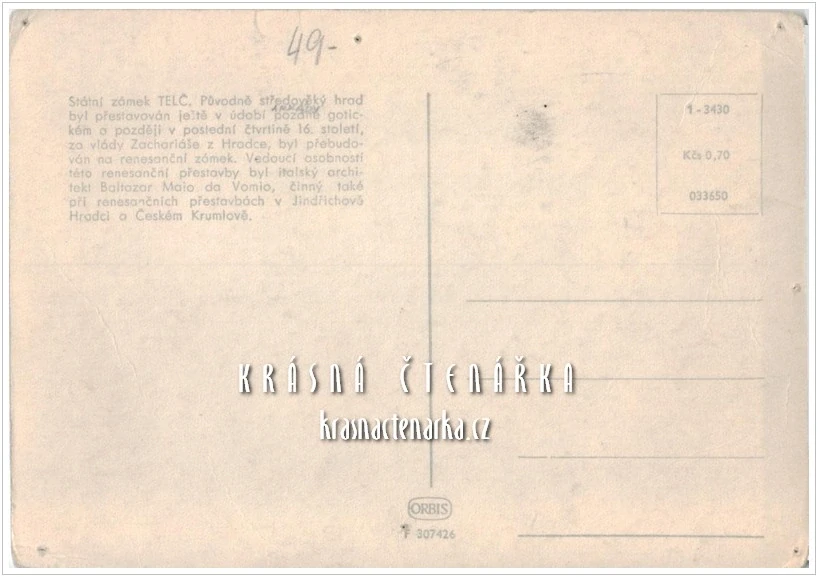 49-
Státní zámek TELČ. Původně středověký hrad
byl přestavován ještě v údobí pozdně gotic-
kém a později v poslední čtvrtině 16. století,
za vlády Zachariáše z Hradce, byl přebudo-
ván na renesanční zámek. Vedoucí osobností
této renesanční přestavby byl italský archi-
tekt Baltazar Maio da Vomio, činný také
při renesančních přestavbách v Jindřichově
Hradci a Českém Krumlově.
1 - 3430
Kčs 0,70
033650
KRÁSNÁ ČTENÁŘKA
krasnactenarka.cz
ORBIS
F 307426